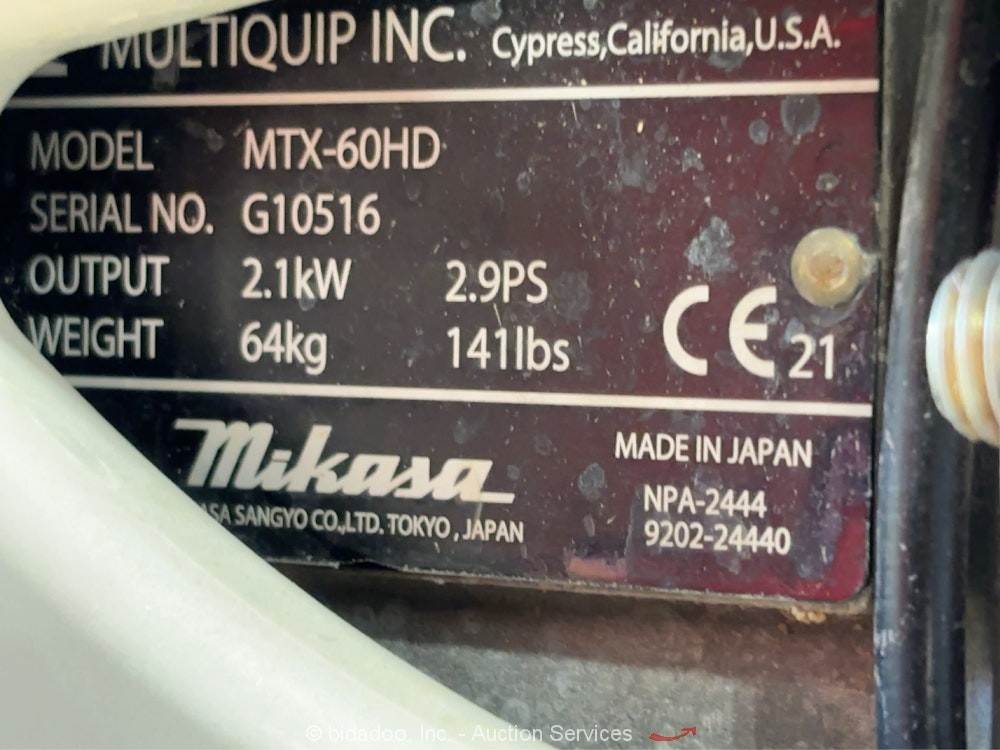 MULTIQUIP INC. Cypress,California,U.S.A.
MODEL MTX-60HD
SERIAL NO. G10516
OUTPUT 2.1kW 2.9PS
WEIGHT 64kg 141lbs
CE 21
Mikasa
SANGYO CO.,LTD. TOKYO, JAPAN
MADE IN JAPAN
NPA-2444
9202-24440
© bidadoo, Inc. - Auction Services